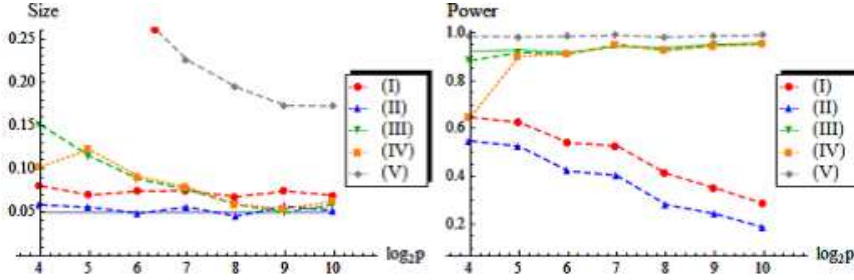 Size
0.25
0.20
0.15
0.10
0.05
4 5 6 7 8 9 10
log₂p
(I)
(II)
(III)
(IV)
(V)
Power
1.0
0.8
0.6
0.4
0.2
4 5 6 7 8 9 10
log₂p
(I)
(II)
(III)
(IV)
(V)